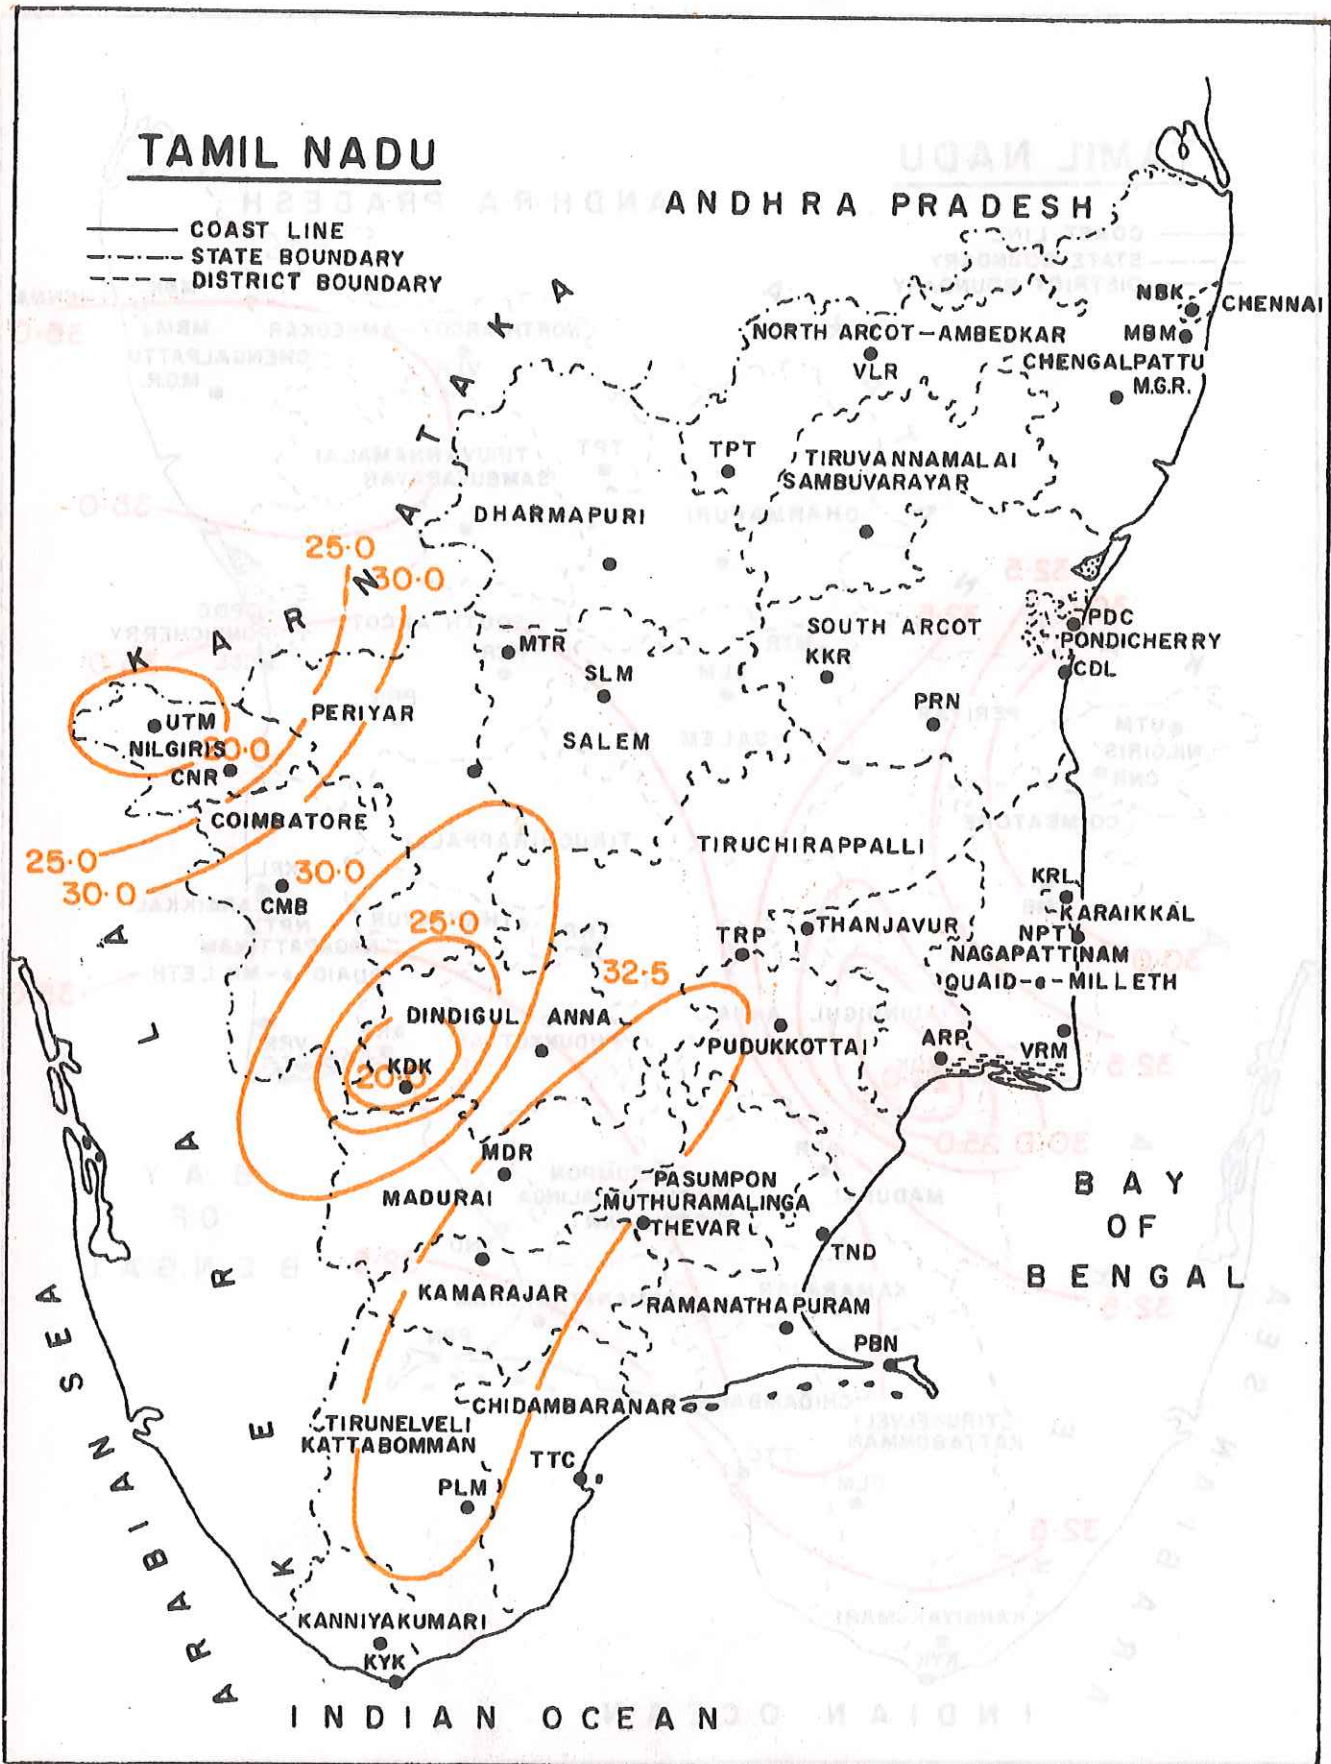 TAMIL NADU
COAST LINE
STATE BOUNDARY
DISTRICT BOUNDARY
ANDHRA PRADESH
KARNATAKA
NBK
CHENNAI
NORTH ARCOT-AMBEDKAR
MBM
VLR
CHENGALPATTU
M.G.R.
TPT
TIRUVANNAMALAI
SAMBUVARAYAR
DHARMAPURI
25.0
30.0
PDC
PONDICHERRY
SOUTH ARCOT
MTR
KKR
CDL
SLM
PRN
UTM
PERIYAR
NILGIRIS
20.0
SALEM
CNR
COIMBATORE
TIRUCHIRAPPALLI
25.0
30.0
30.0
CMB
KRL
KARAIKKAL
25.0
TRP
THANJAVUR
NPT
NAGAPATTINAM
32.5
QUAID-e-MILLETH
DINDIGUL ANNA
PUDUKKOTTAI
ARP
VRM
KDK
20.0
MDR
MADURAI
PASUMPON
MUTHURAMALINGA
THEVAR
TND
BAY
OF
BENGAL
KAMARAJAR
RAMANATHAPURAM
PBN
CHIDAMBARANAR
TIRUNELVELI
KATTABOMMAN
TTC
PLM
KERALA
ARABIAN SEA
KANNIYAKUMARI
KYK
INDIAN OCEAN